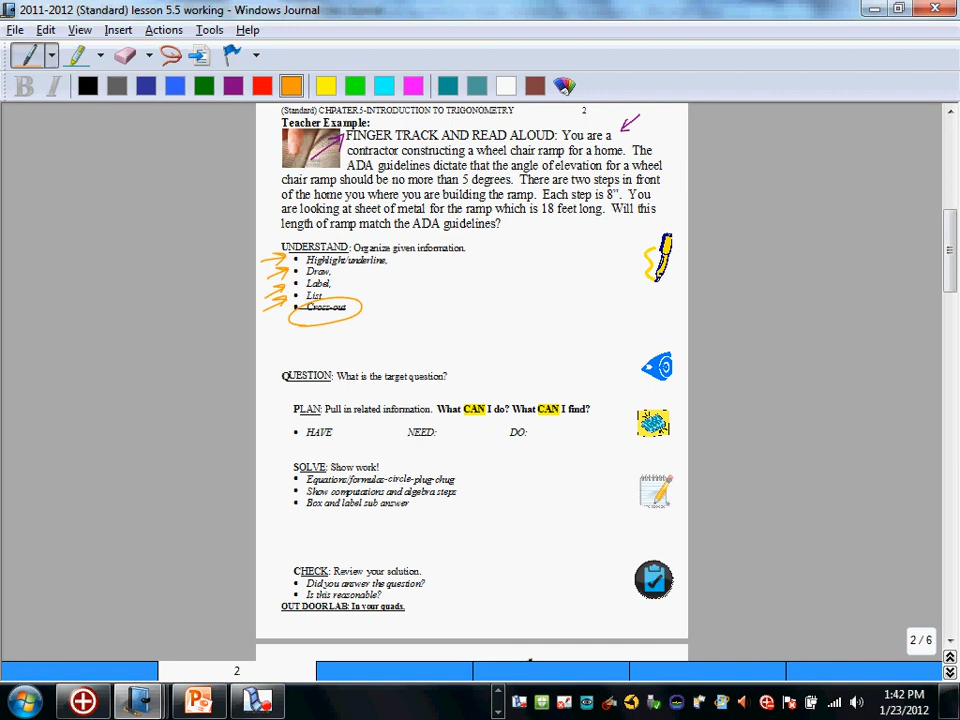 2011-2012 (Standard) lesson 5.5 working - Windows Journal
File Edit View Insert Actions Tools Help
B I
(Standard) CHPATER 5-INTRODUCTION TO TRIGONOMETRY 2
Teacher Example:
FINGER TRACK AND READ ALOUD: You are a
contractor constructing a wheel chair ramp for a home. The
ADA guidelines dictate that the angle of elevation for a wheel
chair ramp should be no more than 5 degrees. There are two steps in front
of the home you where you are building the ramp. Each step is 8". You
are looking at sheet of metal for the ramp which is 18 feet long. Will this
length of ramp match the ADA guidelines?
UNDERSTAND: Organize given information.
• Highlight/underline,
• Draw,
• Label,
• List
• Cross-out
QUESTION: What is the target question?
PLAN: Pull in related information. What CAN I do? What CAN I find?
• HAVE NEED: DO:
SOLVE: Show work!
• Equations/formulas-circle-plug-chug
• Show computations and algebra steps
• Box and label sub answer
CHECK: Review your solution.
• Did you answer the question?
• Is this reasonable?
OUT DOOR LAB: In your quads.
2 / 6
2
1:42 PM
1/23/2012